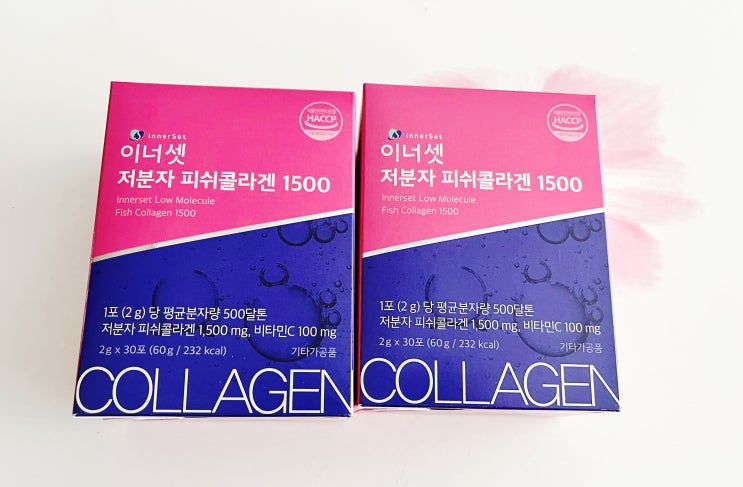 InnerSet
이너셋
저분자 피쉬콜라겐 1500
Innerset Low Molecule
Fish Collagen 1500
HACCP
1포 (2 g) 당 평균분자량 500달톤
저분자 피쉬콜라겐 1,500 mg, 비타민C 100 mg
2g x 30포 (60g / 232 kcal)
기타가공품
COLLAGEN
InnerSet
이너셋
저분자 피쉬콜라겐 1500
Innerset Low Molecule
Fish Collagen 1500
HACCP
1포 (2 g) 당 평균분자량 500달톤
저분자 피쉬콜라겐 1,500 mg, 비타민C 100 mg
2g x 30포 (60g / 232 kcal)
기타가공품
COLLAGEN